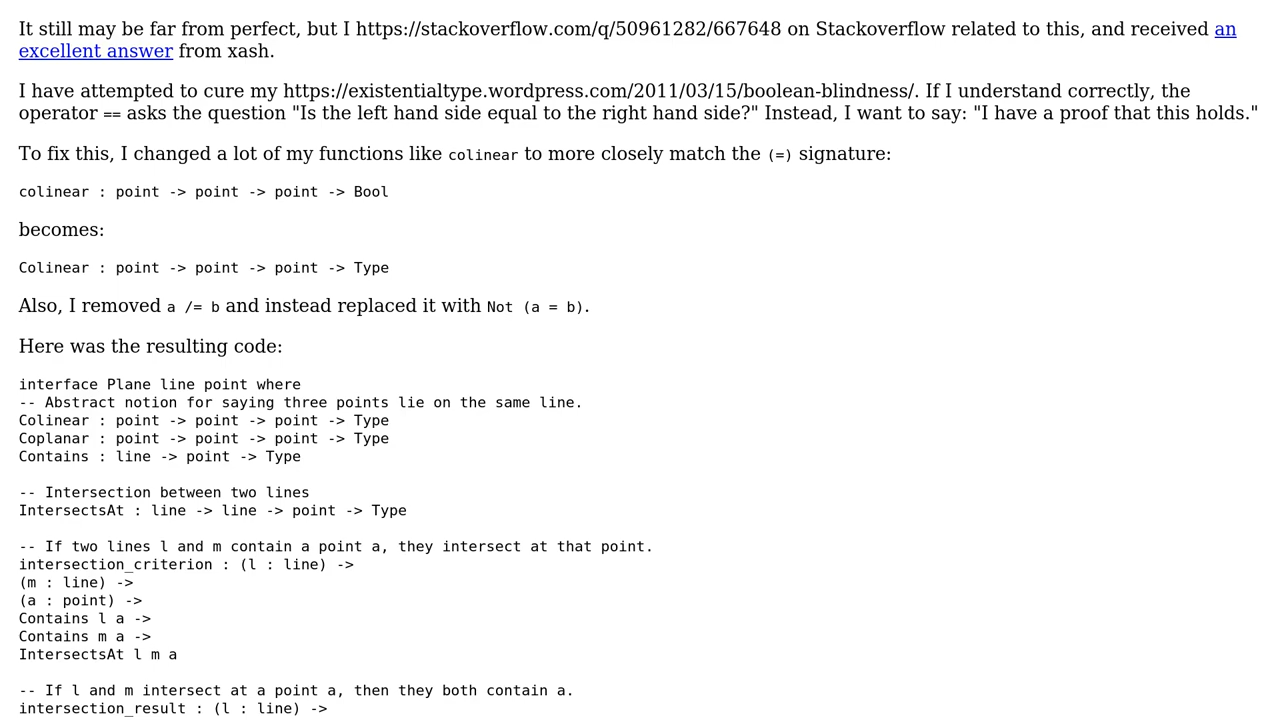 It still may be far from perfect, but I https://stackoverflow.com/q/50961282/667648 on Stackoverflow related to this, and received an
excellent answer from xash.
I have attempted to cure my https://existentialtype.wordpress.com/2011/03/15/boolean-blindness/. If I understand correctly, the
operator == asks the question "Is the left hand side equal to the right hand side?" Instead, I want to say: "I have a proof that this holds."
To fix this, I changed a lot of my functions like colinear to more closely match the (=) signature:
colinear : point -> point -> point -> Bool
becomes:
Colinear : point -> point -> point -> Type
Also, I removed a /= b and instead replaced it with Not (a = b).
Here was the resulting code:
interface Plane line point where
-- Abstract notion for saying three points lie on the same line.
Colinear : point -> point -> point -> Type
Coplanar : point -> point -> point -> Type
Contains : line -> point -> Type
-- Intersection between two lines
IntersectsAt : line -> line -> point -> Type
-- If two lines l and m contain a point a, they intersect at that point.
intersection_criterion : (l : line) ->
(m : line) ->
(a : point) ->
Contains l a ->
Contains m a ->
IntersectsAt l m a
-- If l and m intersect at a point a, then they both contain a.
intersection_result : (l : line) ->